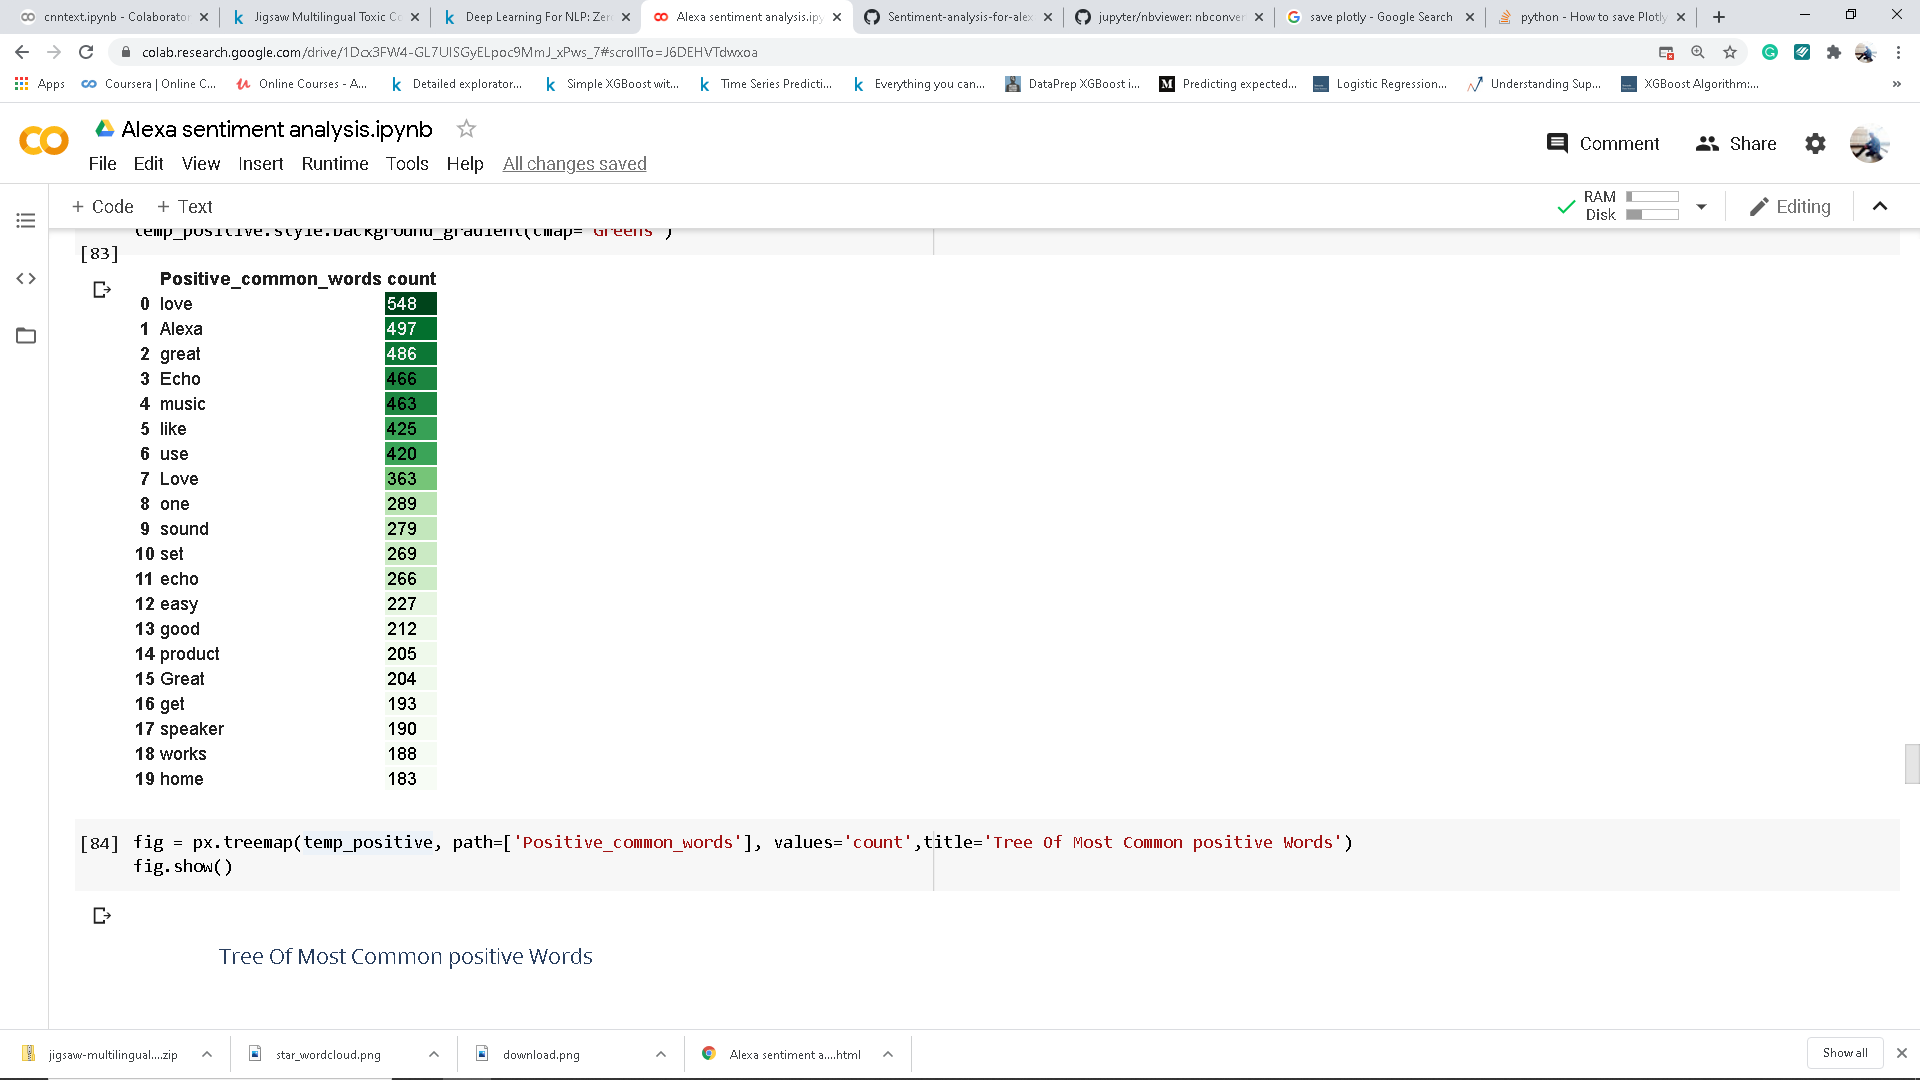 cnntext.ipynb - Colaborator
Jigsaw Multilingual Toxic Co
Deep Learning For NLP: Zer
Alexa sentiment analysis.ipy
Sentiment-analysis-for-alex
jupyter/nbviewer: nbconver
save plotly - Google Search
python - How to save Plotly
colab.research.google.com/drive/1Dcx3FW4-GL7UlSGyELpoc9MmJ_xPws_7#scrollTo=J6DEHVTdwxoa
Apps
Coursera | Online C...
Online Courses - A...
Detailed explorator...
Simple XGBoost wit...
Time Series Predicti...
Everything you can...
DataPrep XGBoost i...
Predicting expected...
Logistic Regression...
Understanding Sup...
XGBoost Algorithm:...
»
Alexa sentiment analysis.ipynb
Comment
Share
File Edit View Insert Runtime Tools Help All changes saved
+ Code + Text
RAM
Disk
Editing
temp_positive.style.background_gradient(cmap='Greens')
[83]
Positive_common_words count
0 love 548
1 Alexa 497
2 great 486
3 Echo 466
4 music 463
5 like 425
6 use 420
7 Love 363
8 one 289
9 sound 279
10 set 269
11 echo 266
12 easy 227
13 good 212
14 product 205
15 Great 204
16 get 193
17 speaker 190
18 works 188
19 home 183
[84] fig = px.treemap(temp_positive, path=['Positive_common_words'], values='count',title='Tree Of Most Common positive Words')
fig.show()
Tree Of Most Common positive Words
jigsaw-multilingual....zip
star_wordcloud.png
download.png
Alexa sentiment a....html
Show all